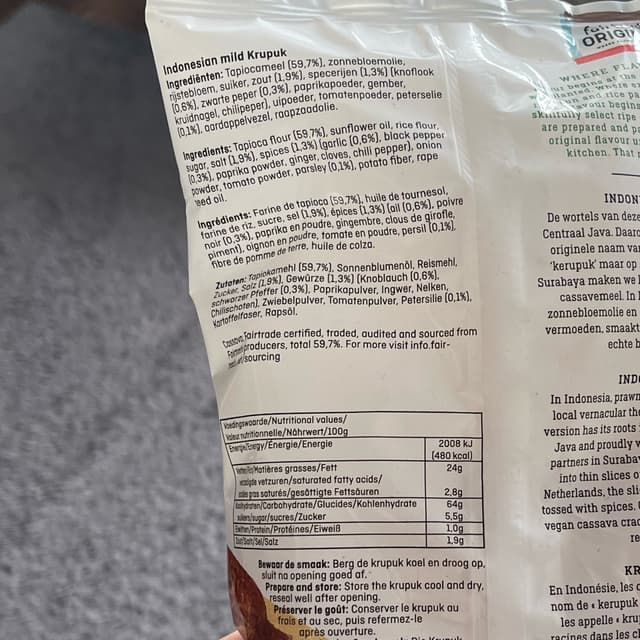 Indonesian mild Krupuk
Ingrediënten: Tapiocameel (59,7%), zonnebloemolie,
rijstebloem, suiker, zout (1,9%), specerijen (1,3%) (knoflook
(0,6%), zwarte peper (0,3%), paprikapoeder, gember,
kruidnagel, chilipeper), uipoeder, tomatenpoeder, peterselie
(0,1%), aardappelvezel, raapzaadolie.
Ingredients: Tapioca flour (59,7%), sunflower oil, rice flour,
sugar, salt (1,9%), spices (1,3%) (garlic (0,6%), black pepper
(0,3%), paprika powder, ginger, cloves, chili pepper), onion
powder, tomato powder, parsley (0,1%), potato fiber, rape
seed oil.
Ingrédients: Farine de tapioca (59,7%), huile de tournesol,
farine de riz, sucre, sel (1,9%), épices (1,3%) (ail (0,6%), poivre
noir (0,3%), paprika en poudre, gingembre, clous de girofle,
piment), oignon en poudre, tomate en poudre, persil (0,1%),
fibre de pomme de terre, huile de colza.
Zutaten: Tapiokamehl (59,7%), Sonnenblumenöl, Reismehl,
Zucker, Salz (1,9%), Gewürze (1,3%) (Knoblauch (0,6%),
schwarzer Pfeffer (0,3%), Paprikapulver, Ingwer, Nelken,
Chilischoten), Zwiebelpulver, Tomatenpulver, Petersilie (0,1%),
Kartoffelfaser, Rapsöl.
Cassava, Fairtrade certified, traded, audited and sourced from
producers, total 59,7%. For more visit info.fair-
/sourcing
Voedingswaarde/Nutritional values/
Valeur nutritionnelle/Nährwert/100g
Energie/Energy/Énergie/Energie 2008 kJ
(480 kcal)
Vetten/Fat/Matières grasses/Fett 24g
verzadigde vetzuren/saturated fatty acids/
acides gras saturés/gesättigte Fettsäuren 2,8g
Koolhydraten/Carbohydrate/Glucides/Kohlenhydrate 64g
suikers/sugar/sucres/Zucker 5,5g
Eiwitten/Protein/Protéines/Eiweiß 1,0g
Zout/Salt/Sel/Salz 1,9g
Bewaar de smaak: Berg de krupuk koel en droog op,
sluit na opening goed af.
Prepare and store: Store the krupuk cool and dry,
reseal well after opening.
Préserver le goût: Conserver le krupuk au
frais et au sec, puis refermez-le
après ouverture.
ORIGIN
WHERE FLA
begins at the
and rice pa
begins
skilfully select ripe
are prepared and p
original flavour u
kitchen. That
INDON
De wortels van deze
Centraal Java. Daaro
originele naam va
'kerupuk' maar op
Surabaya maken we
cassavemeel. In
zonnebloemolie en
vermoeden, smaakt
echte b
IND
In Indonesia, prawn
local vernacular the
version has its roots
Java and proudly
partners in Suraba
into thin slices o
Netherlands, the sli
tossed with spices.
vegan cassava crac
re
KR
En Indonésie, les c
nom de « kerupuk
les appelle « kr
racines dans les